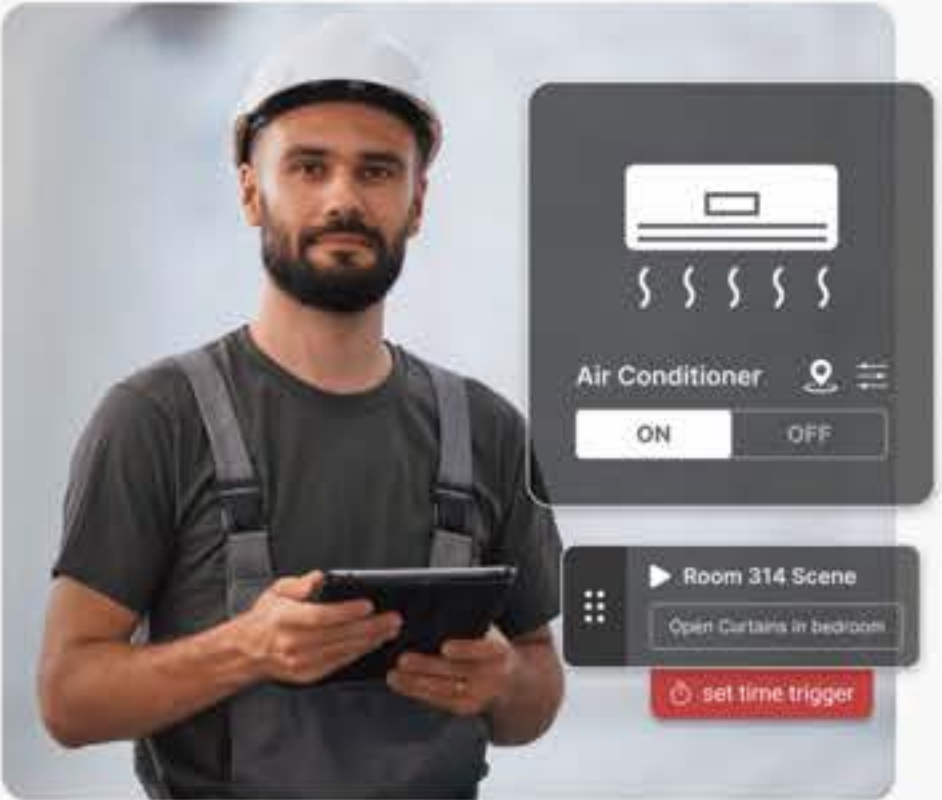 Air Conditioner
ON OFF
Room 314 Scene
Open Curtains in bedroom
set time trigger